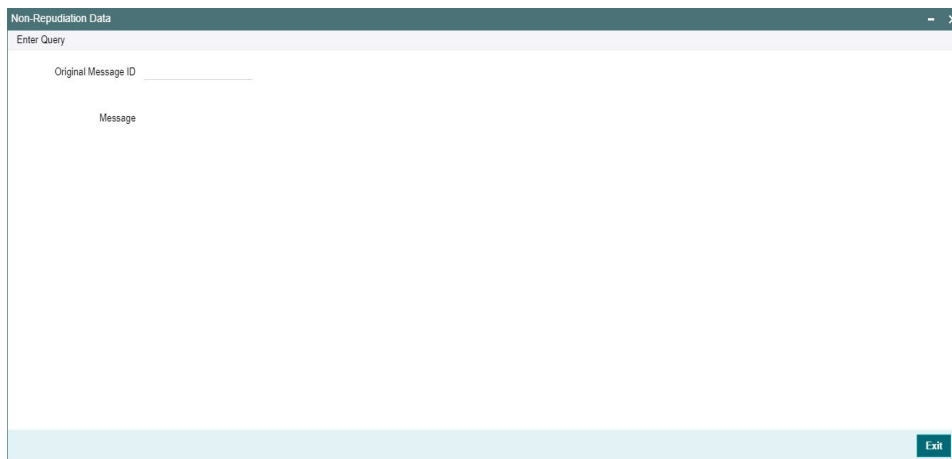 Non-Repudiation Data
Enter Query
Original Message ID
Message
Exit